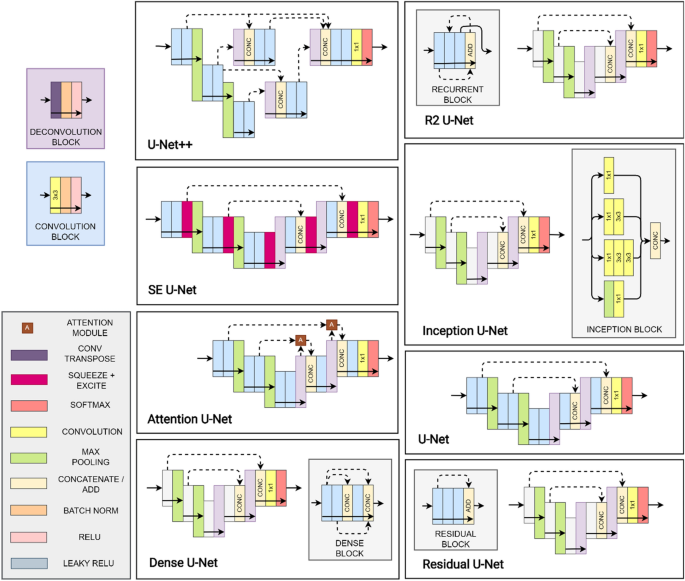 DECONVOLUTION
BLOCK
3x3
CONVOLUTION
BLOCK
A
ATTENTION
MODULE
CONV
TRANSPOSE
SQUEEZE +
EXCITE
SOFTMAX
CONVOLUTION
MAX
POOLING
CONCATENATE /
ADD
BATCH NORM
RELU
LEAKY RELU
CONC
CONC
1x1
CONC
U-Net++
CONC
CONC
1x1
SE U-Net
A
A
CONC
CONC
1x1
Attention U-Net
CONC
CONC
1x1
CONC
CONC
DENSE
BLOCK
Dense U-Net
ADD
RECURRENT
BLOCK
CONC
CONC
1x1
R2 U-Net
CONC
CONC
1x1
1x1
1x1
3x3
1x1
3x3
3x3
1x1
CONC
INCEPTION BLOCK
Inception U-Net
CONC
CONC
1x1
U-Net
ADD
RESIDUAL
BLOCK
CONC
CONC
1x1
Residual U-Net